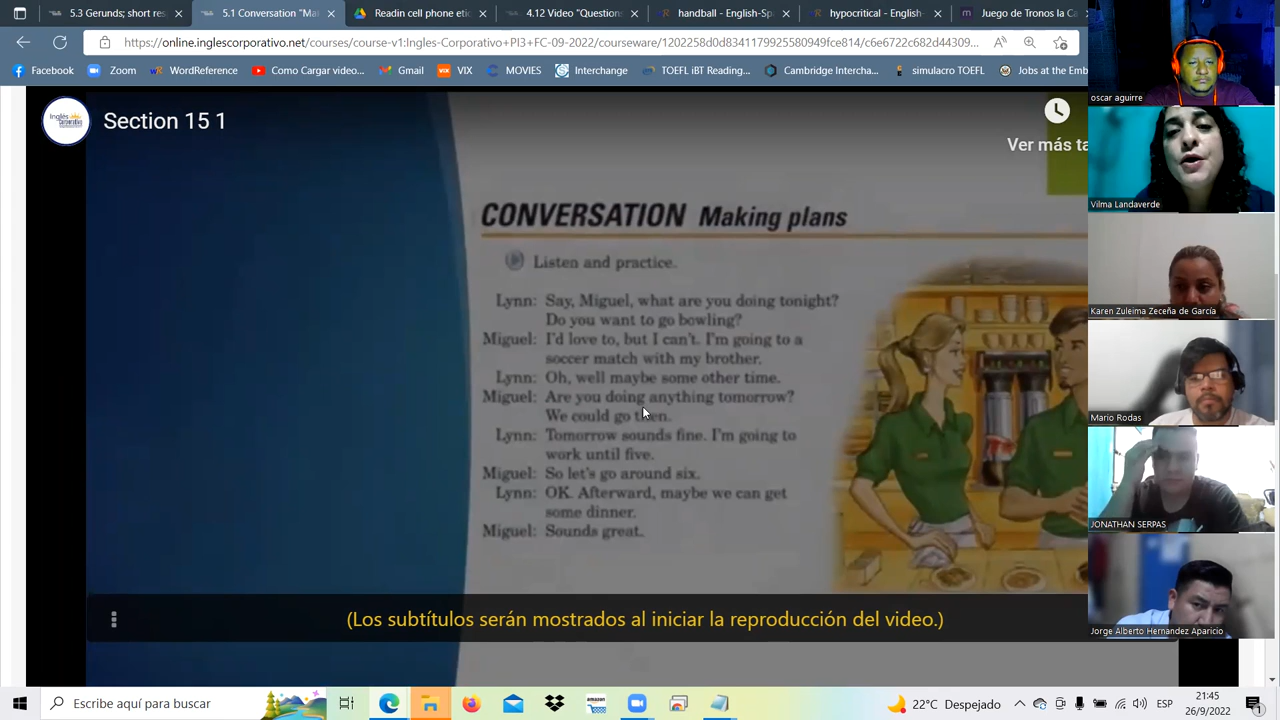 5.3 Gerunds; short res
5.1 Conversation "Ma
Readin cell phone eti
4.12 Video "Questions
handball - English-Sp
hypocritical - English
Juego de Tronos la Ca
https://online.inglescorporativo.net/courses/course-v1:Ingles-Corporativo+PI3+FC-09-2022/courseware/1202258d0d8341179925580949fce814/c6e6722c682d44309...
Facebook
Zoom
WordReference
Como Cargar video...
Gmail
VIX
MOVIES
Interchange
TOEFL iBT Reading...
Cambridge Intercha...
simulacro TOEFL
Jobs at the Emb
Section 15 1
Ver más ta
CONVERSATION Making plans
Listen and practice.
Lynn: Say, Miguel, what are you doing tonight?
Do you want to go bowling?
Miguel: I'd love to, but I can't. I'm going to a
soccer match with my brother.
Lynn: Oh, well maybe some other time.
Miguel: Are you doing anything tomorrow?
We could go then.
Lynn: Tomorrow sounds fine. I'm going to
work until five.
Miguel: So let's go around six.
Lynn: OK. Afterward, maybe we can get
some dinner.
Miguel: Sounds great.
(Los subtítulos serán mostrados al iniciar la reproducción del video.)
oscar aguirre
Vilma Landaverde
Karen Zuleima Zeceña de García
Mario Rodas
JONATHAN SERPAS
Jorge Alberto Hernandez Aparicio
Escribe aquí para buscar
22°C Despejado
ESP
21:45
26/9/2022